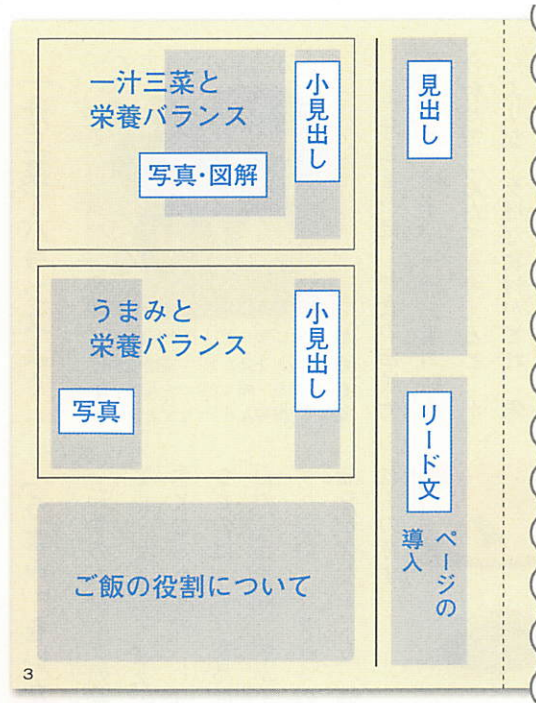 見出し
リード文
ページの
導入
小見出し
一汁三菜と
栄養バランス
写真・図解
小見出し
うまみと
栄養バランス
写真
ご飯の役割について
3